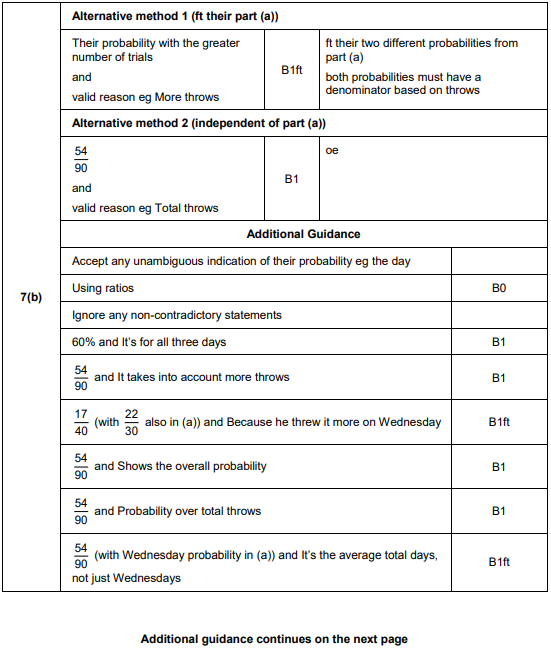 Alternative method 1 (ft their part (a))
Their probability with the greater
number of trials
and
valid reason eg More throws
B1ft
ft their two different probabilities from
part (a)
both probabilities must have a
denominator based on throws
Alternative method 2 (independent of part (a))
54
90
and
valid reason eg Total throws
B1
oe
Additional Guidance
7(b)
Accept any unambiguous indication of their probability eg the day
Using ratios B0
Ignore any non-contradictory statements
60% and It's for all three days B1
54/90 and It takes into account more throws B1
17/40 (with 22/30 also in (a)) and Because he threw it more on Wednesday B1ft
54/90 and Shows the overall probability B1
54/90 and Probability over total throws B1
54/90 (with Wednesday probability in (a)) and It's the average total days,
not just Wednesdays B1ft
Additional guidance continues on the next page